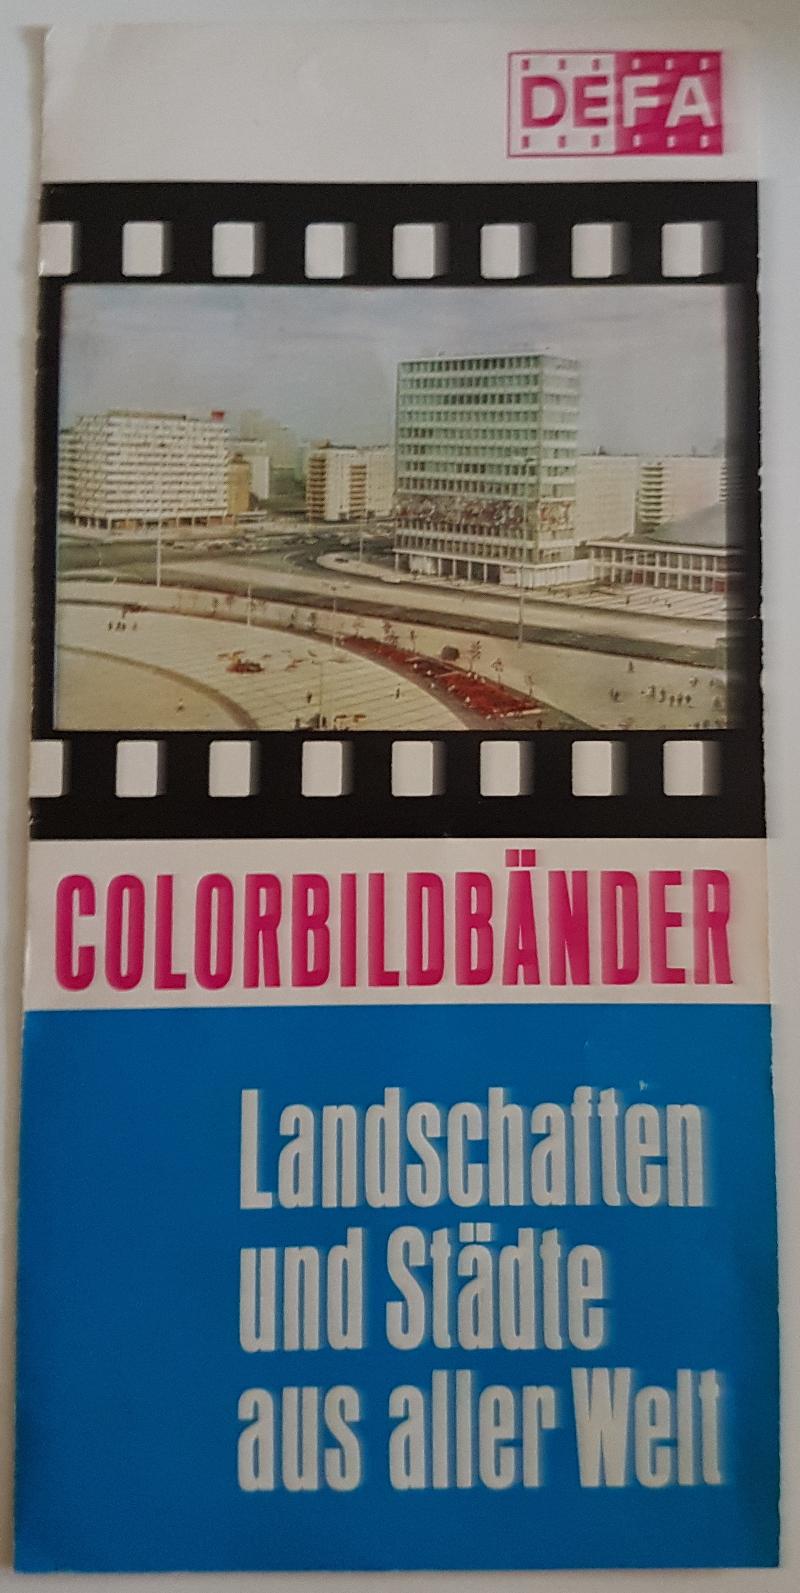 DEFA
COLORBILDBÄNDER
Landschaften
und Städte
aus aller Welt